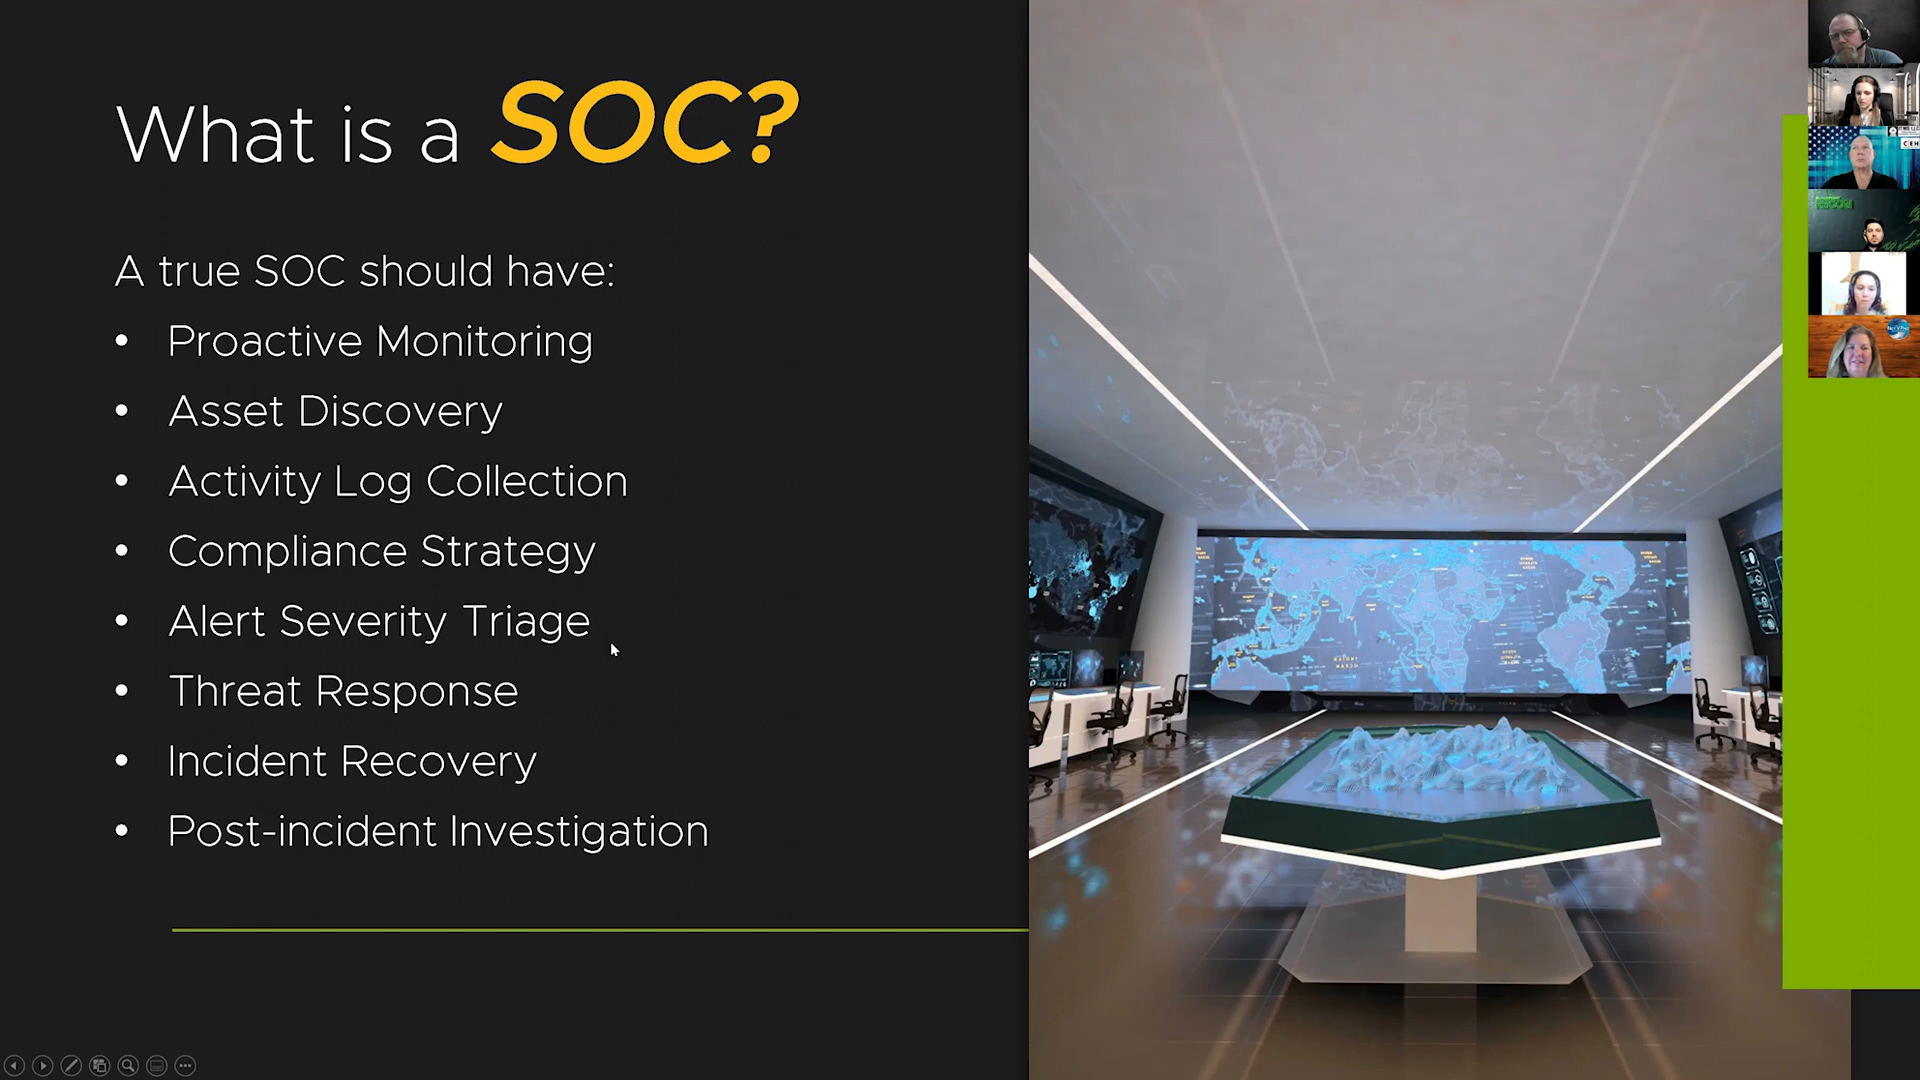 What is a SOC?
A true SOC should have:
• Proactive Monitoring
• Asset Discovery
• Activity Log Collection
• Compliance Strategy
• Alert Severity Triage
• Threat Response
• Incident Recovery
• Post-incident Investigation
CEH